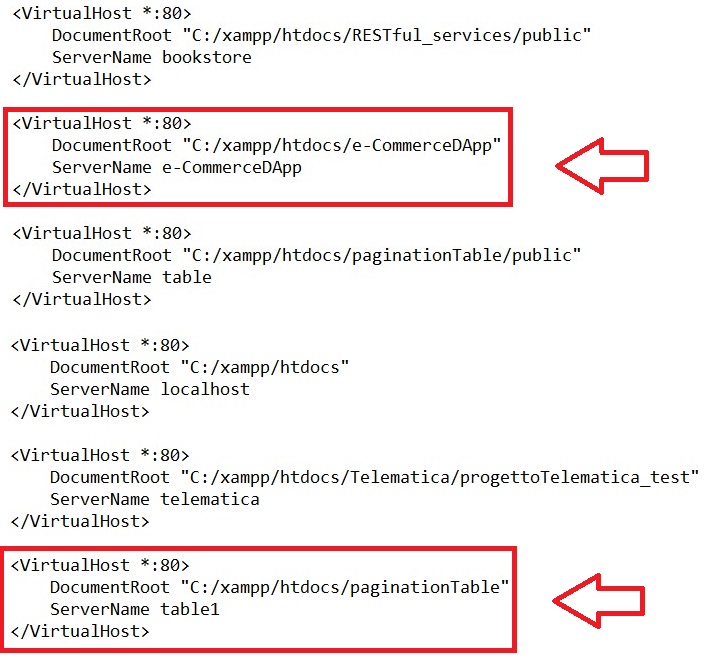 <VirtualHost *:80>
DocumentRoot "C:/xampp/htdocs/RESTful_services/public"
ServerName bookstore
</VirtualHost>
<VirtualHost *:80>
DocumentRoot "C:/xampp/htdocs/e-CommerceDApp"
ServerName e-CommerceDApp
</VirtualHost>
<VirtualHost *:80>
DocumentRoot "C:/xampp/htdocs/paginationTable/public"
ServerName table
</VirtualHost>
<VirtualHost *:80>
DocumentRoot "C:/xampp/htdocs"
ServerName localhost
</VirtualHost>
<VirtualHost *:80>
DocumentRoot "C:/xampp/htdocs/Telematica/progettoTelematica_test"
ServerName telematica
</VirtualHost>
<VirtualHost *:80>
DocumentRoot "C:/xampp/htdocs/paginationTable"
ServerName table1
</VirtualHost>